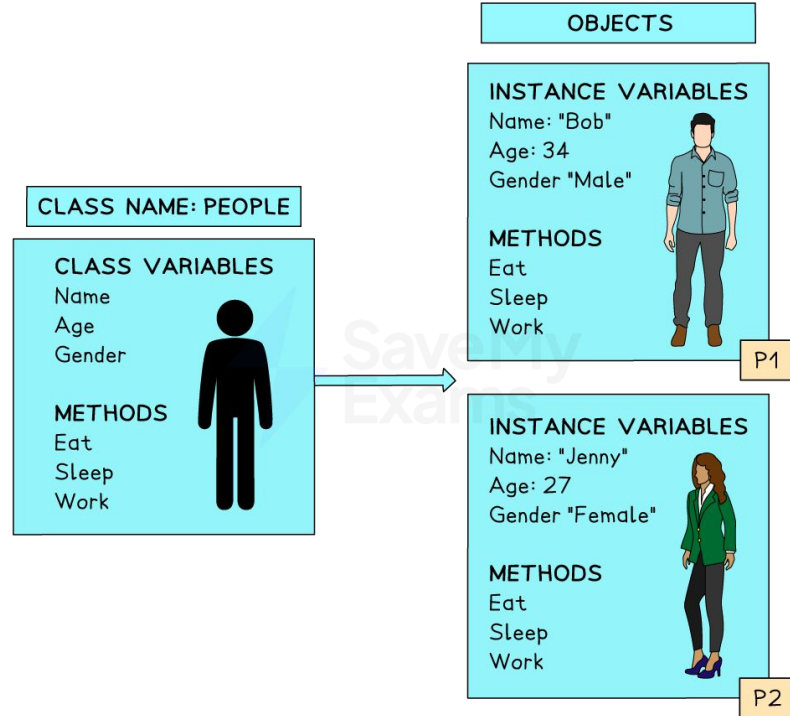 OBJECTS
INSTANCE VARIABLES
Name: "Bob"
Age: 34
Gender "Male"
METHODS
Eat
Sleep
Work
P1
CLASS NAME: PEOPLE
CLASS VARIABLES
Name
Age
Gender
METHODS
Eat
Sleep
Work
Save My
Exams
INSTANCE VARIABLES
Name: "Jenny"
Age: 27
Gender "Female"
METHODS
Eat
Sleep
Work
P2